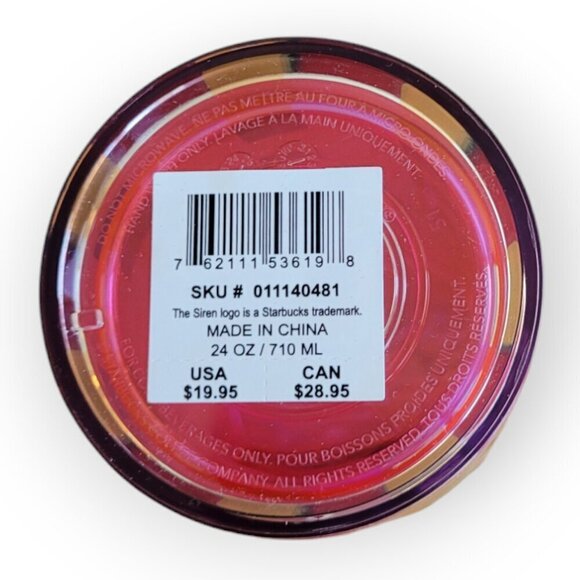 DO NOT MICROWAVE. NE PAS METTRE AU FOUR À MICRO-ONDES.
HAND WASH ONLY. LAVAGE À LA MAIN UNIQUEMENT.
7 62111 53619 8
SKU # 011140481
The Siren logo is a Starbucks trademark.
MADE IN CHINA
24 OZ / 710 ML
USA CAN
$19.95 $28.95
FOR COLD BEVERAGES ONLY. POUR BOISSONS FROIDES UNIQUEMENT.
COMPANY. ALL RIGHTS RESERVED. TOUS DROITS RÉSERVÉS.